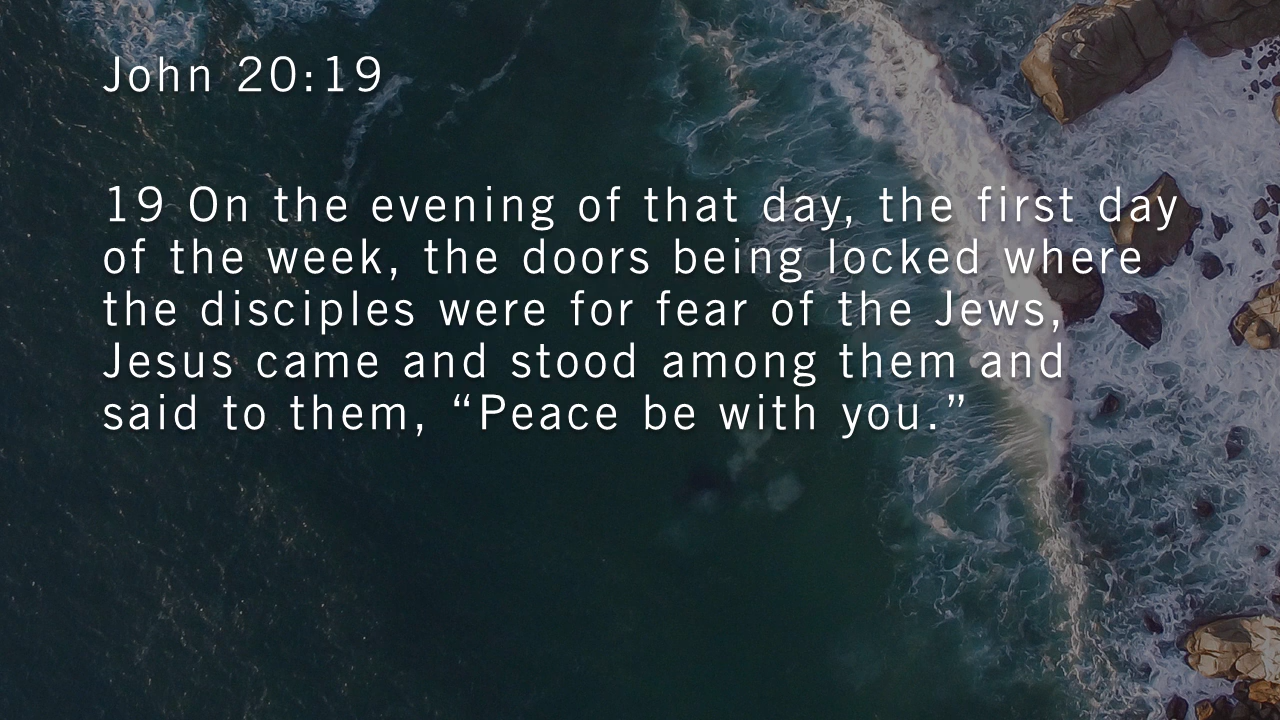 John 20:19
19 On the evening of that day, the first day
of the week, the doors being locked where
the disciples were for fear of the Jews,
Jesus came and stood among them and
said to them, “Peace be with you.”